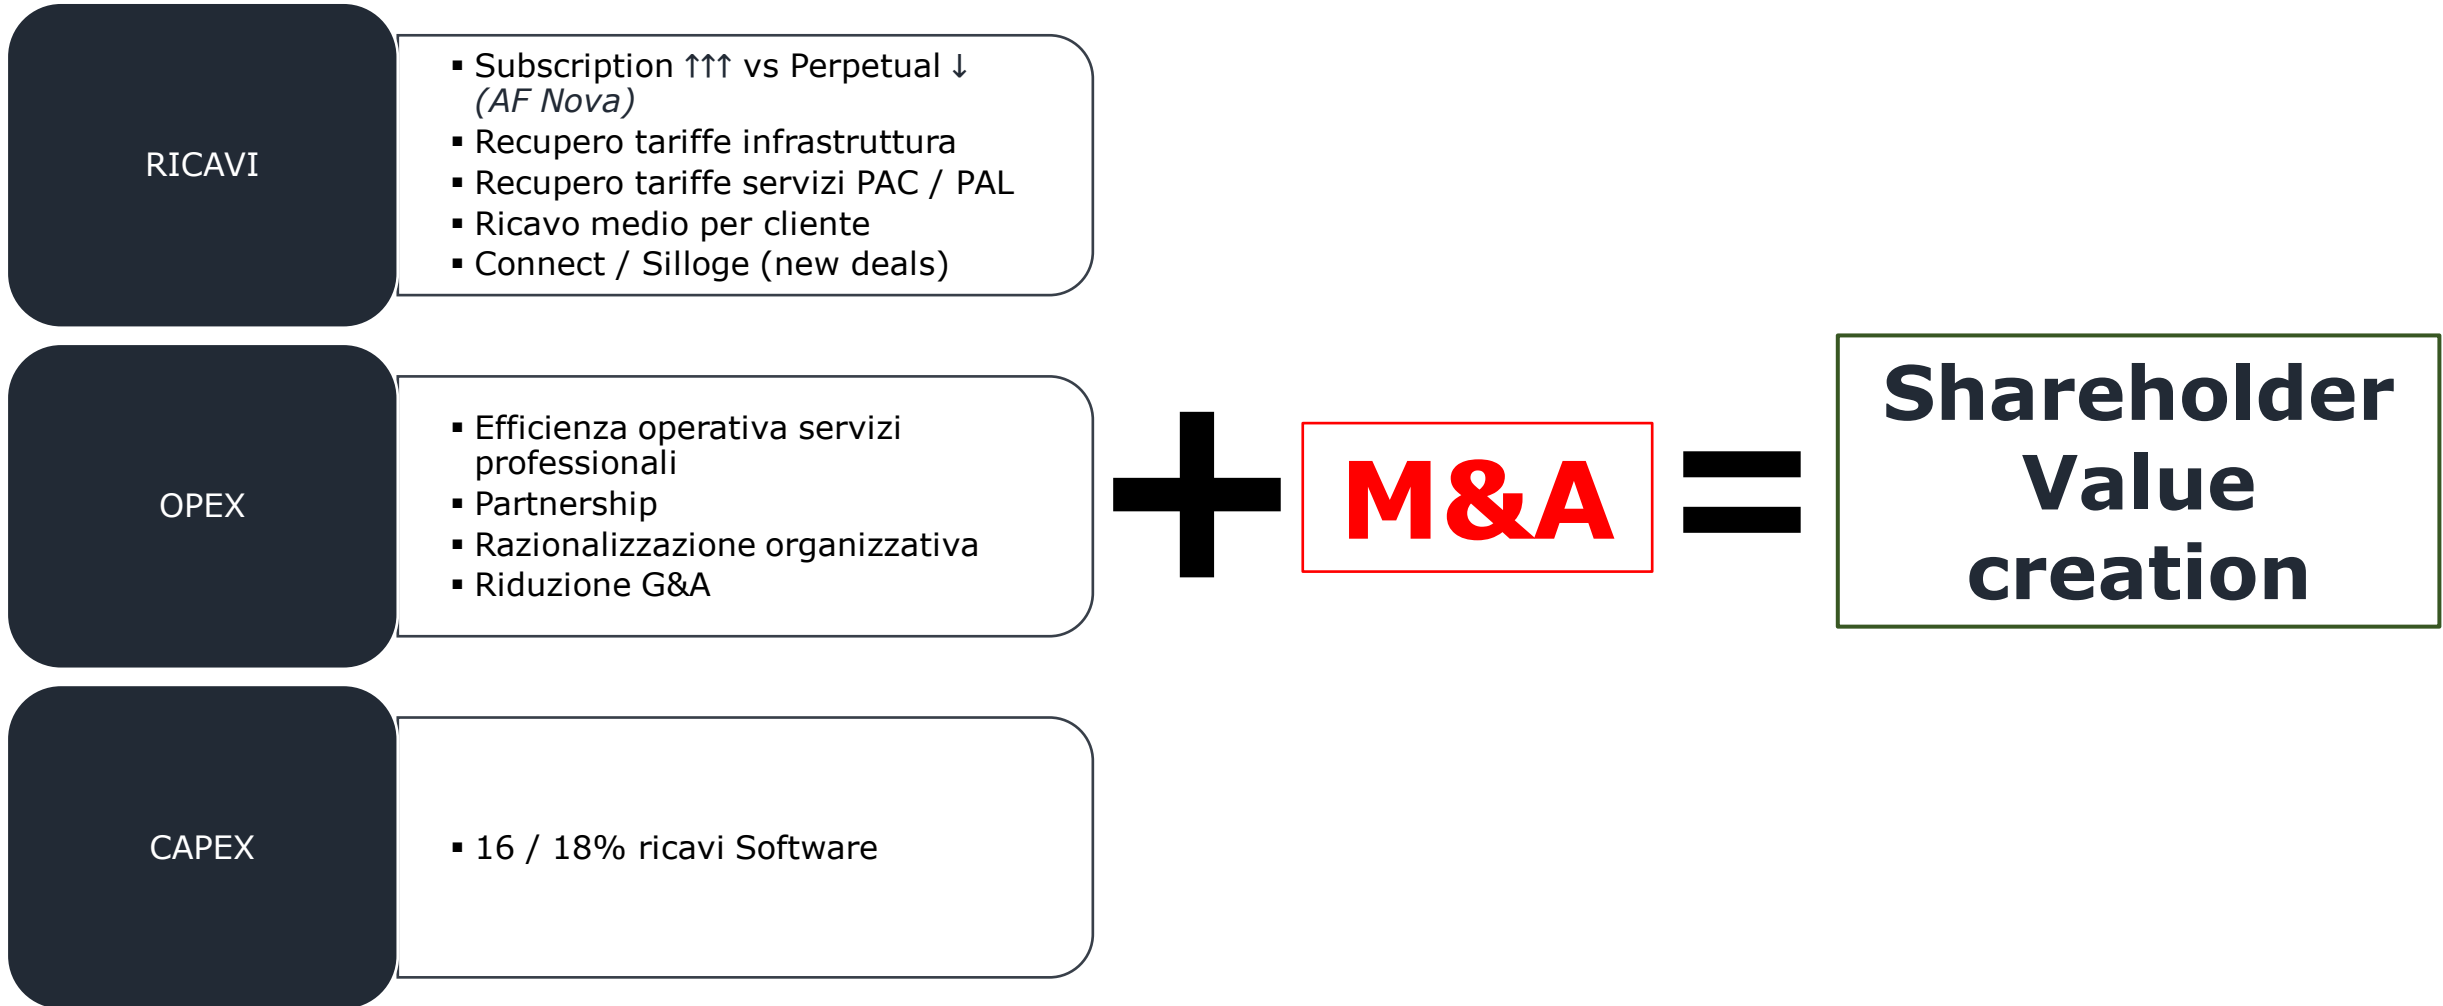 RICAVI
▪ Subscription ↑↑↑ vs Perpetual ↓
(AF Nova)
▪ Recupero tariffe infrastruttura
▪ Recupero tariffe servizi PAC / PAL
▪ Ricavo medio per cliente
▪ Connect / Silloge (new deals)
OPEX
▪ Efficienza operativa servizi
professionali
▪ Partnership
▪ Razionalizzazione organizzativa
▪ Riduzione G&A
CAPEX
▪ 16 / 18% ricavi Software
+
M&A
=
Shareholder
Value
creation